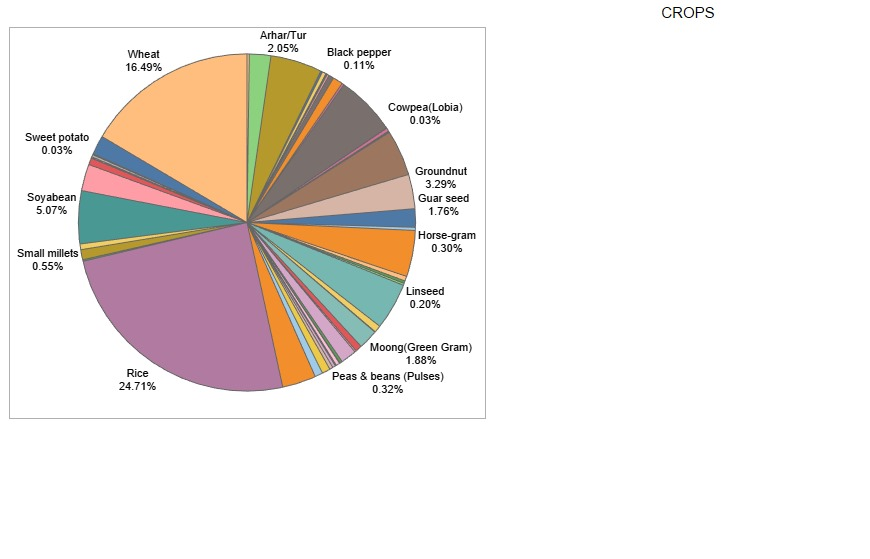 CROPS
Arhar/Tur
2.05%
Black pepper
0.11%
Cowpea(Lobia)
0.03%
Groundnut
3.29%
Guar seed
1.76%
Horse-gram
0.30%
Linseed
0.20%
Moong(Green Gram)
1.88%
Peas & beans (Pulses)
0.32%
Rice
24.71%
Small millets
0.55%
Soyabean
5.07%
Sweet potato
0.03%
Wheat
16.49%